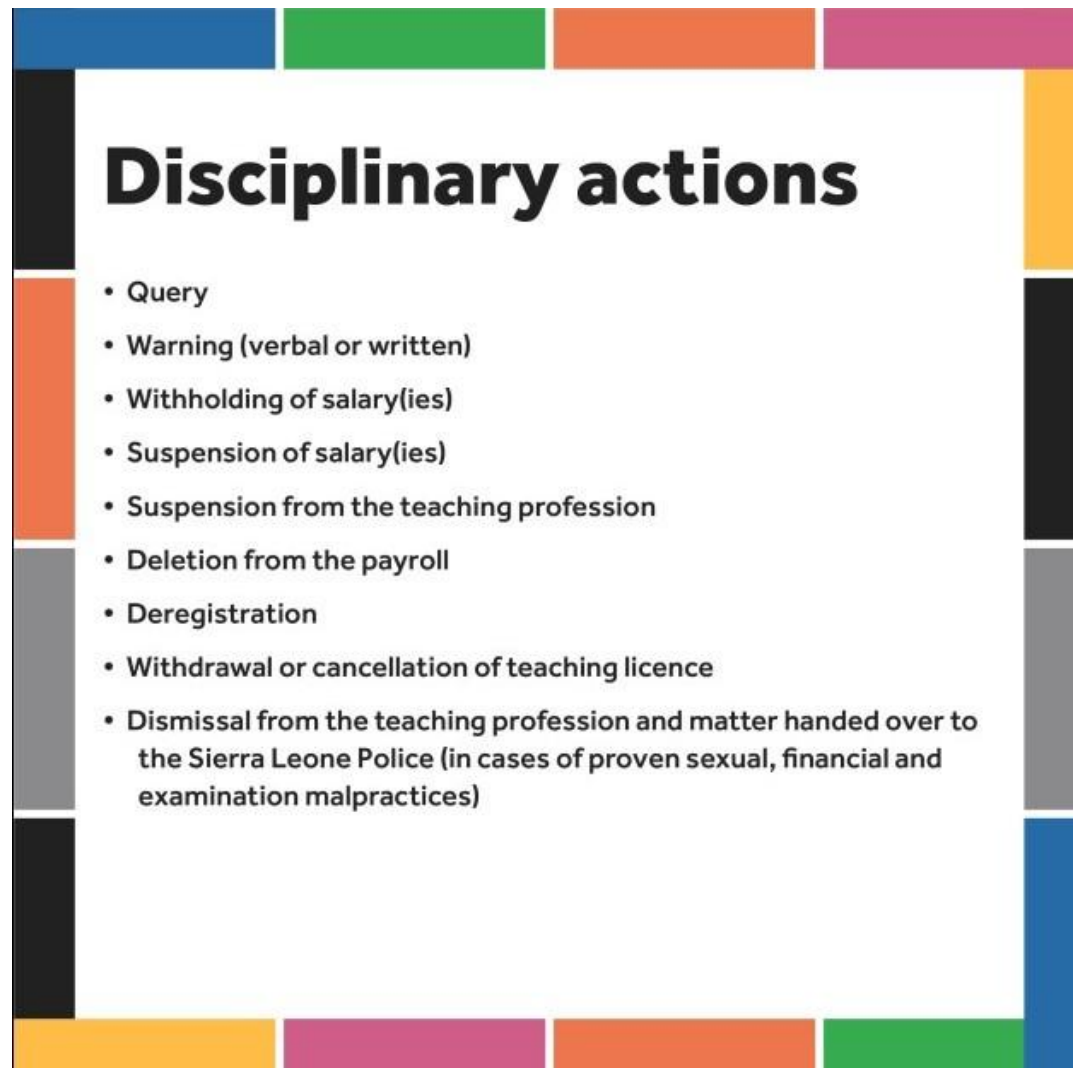 Disciplinary actions
• Query
• Warning (verbal or written)
• Withholding of salary(ies)
• Suspension of salary(ies)
• Suspension from the teaching profession
• Deletion from the payroll
• Deregistration
• Withdrawal or cancellation of teaching licence
• Dismissal from the teaching profession and matter handed over to
the Sierra Leone Police (in cases of proven sexual, financial and
examination malpractices)